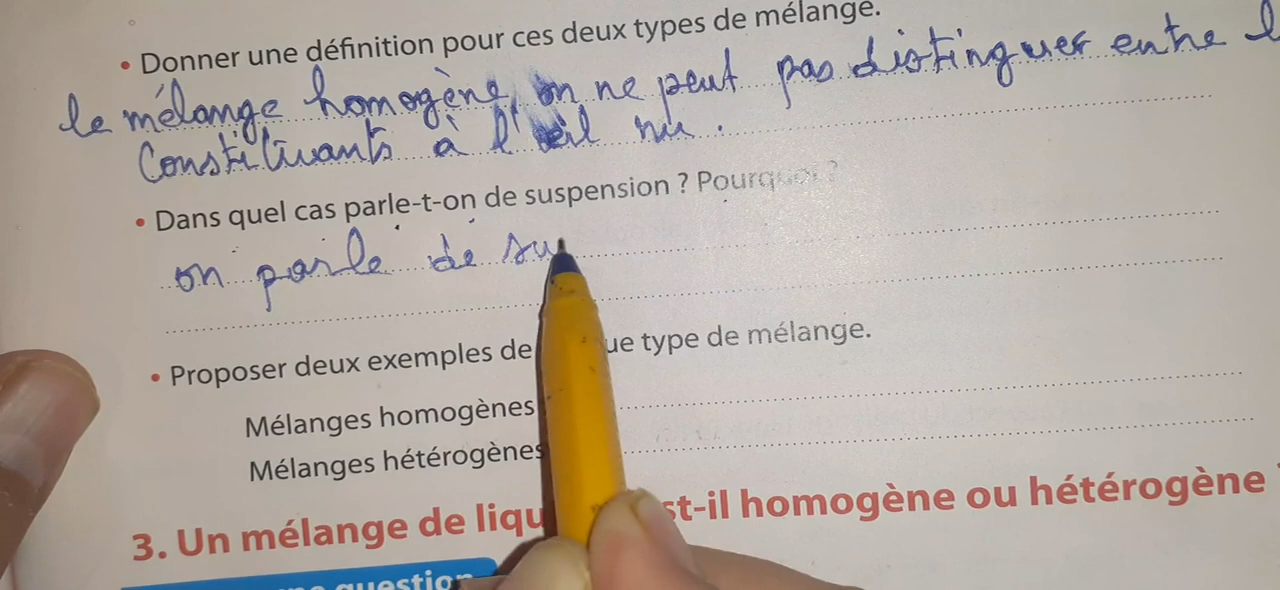 • Donner une définition pour ces deux types de mélange.
le mélange homogène, on ne peut pas distinguer entre
Constituants à l'œil nu.
• Dans quel cas parle-t-on de suspension ? Pourquoi ?
on parle de su
• Proposer deux exemples de ue type de mélange.
Mélanges homogènes
Mélanges hétérogènes
3. Un mélange de liqu st-il homogène ou hétérogène
question